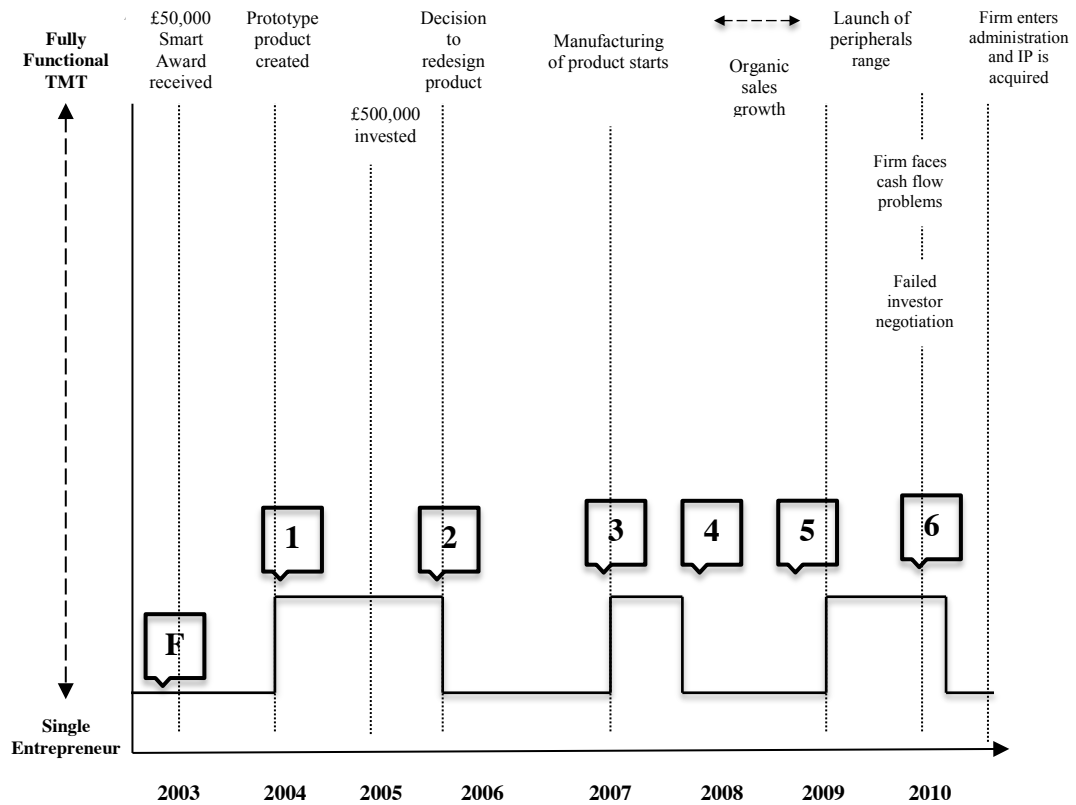 Fully
Functional
TMT
£50,000
Smart
Award
received
Prototype
product
created
£500,000
invested
Decision
to
redesign
product
Manufacturing
of product starts
Organic
sales
growth
Launch of
peripherals
range
Firm faces
cash flow
problems
Failed
investor
negotiation
Firm enters
administration
and IP is
acquired
F
1
2
3
4
5
6
Single
Entrepreneur
2003 2004 2005 2006 2007 2008 2009 2010